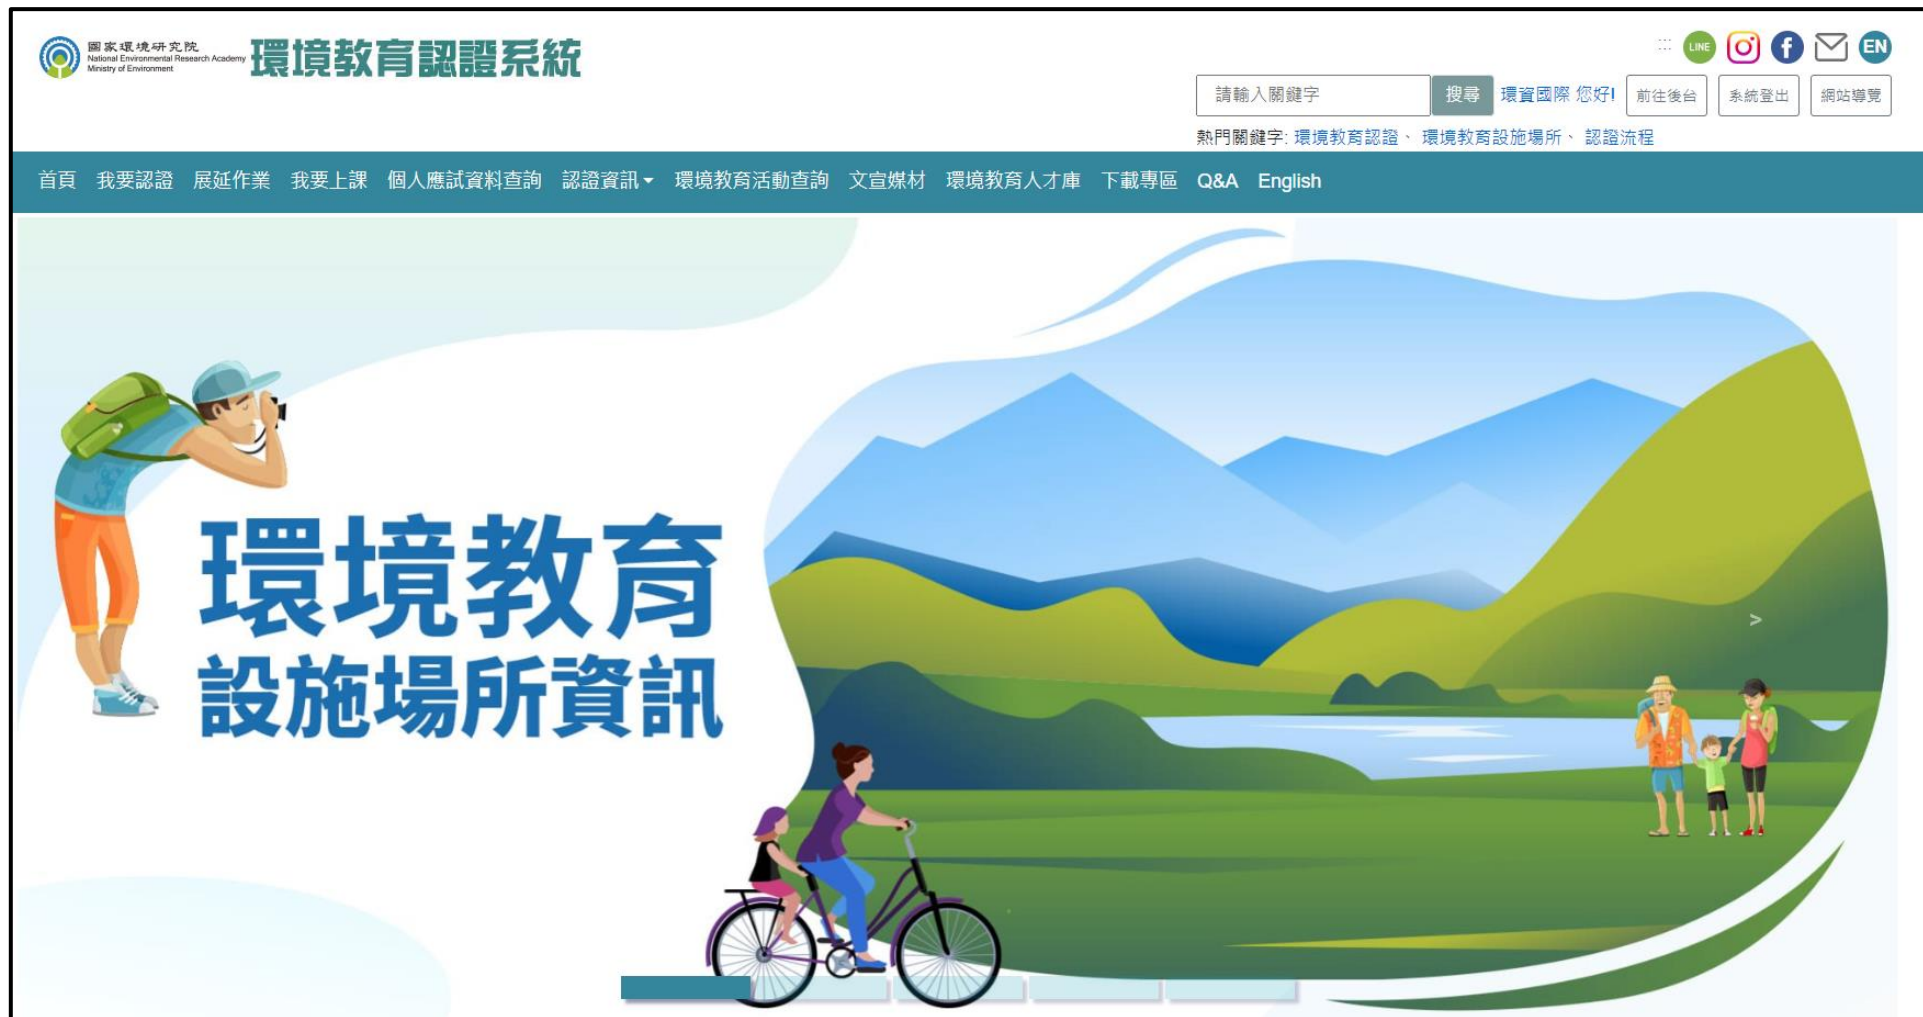 國家環境研究院
National Environmental Research Academy
Ministry of Environment
環境教育認證系統
::: LINE EN
請輸入關鍵字 搜尋 環資國際 您好! 前往後台 系統登出 網站導覽
熱門關鍵字: 環境教育認證、 環境教育設施場所、 認證流程
首頁 我要認證 展延作業 我要上課 個人應試資料查詢 認證資訊 環境教育活動查詢 文宣媒材 環境教育人才庫 下載專區 Q&A English
環境教育
設施場所資訊
>